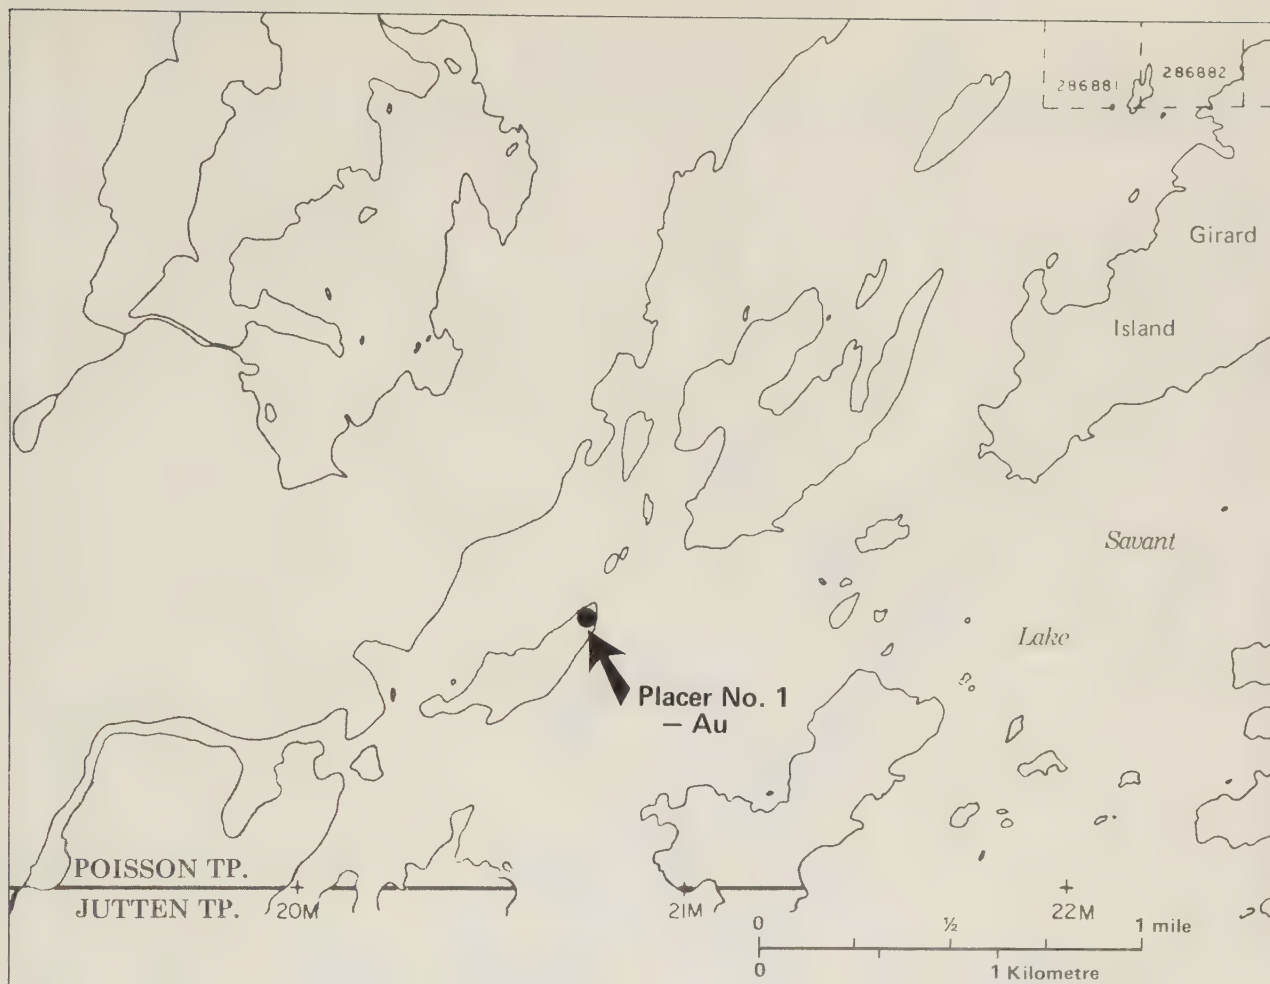 286881
286882
Girard
Island
Savant
Lake
Placer No. 1
– Au
POISSON TP.
JUTTEN TP.
20M
21M
22M
0 ½ 1 mile
0 1 Kilometre